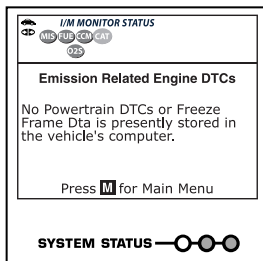 I/M MONITOR STATUS
MIS FUE CCM CAT
O2S
Emission Related Engine DTCs
No Powertrain DTCs or Freeze
Frame Dta is presently stored in
the vehicle's computer.
Press M for Main Menu
SYSTEM STATUS